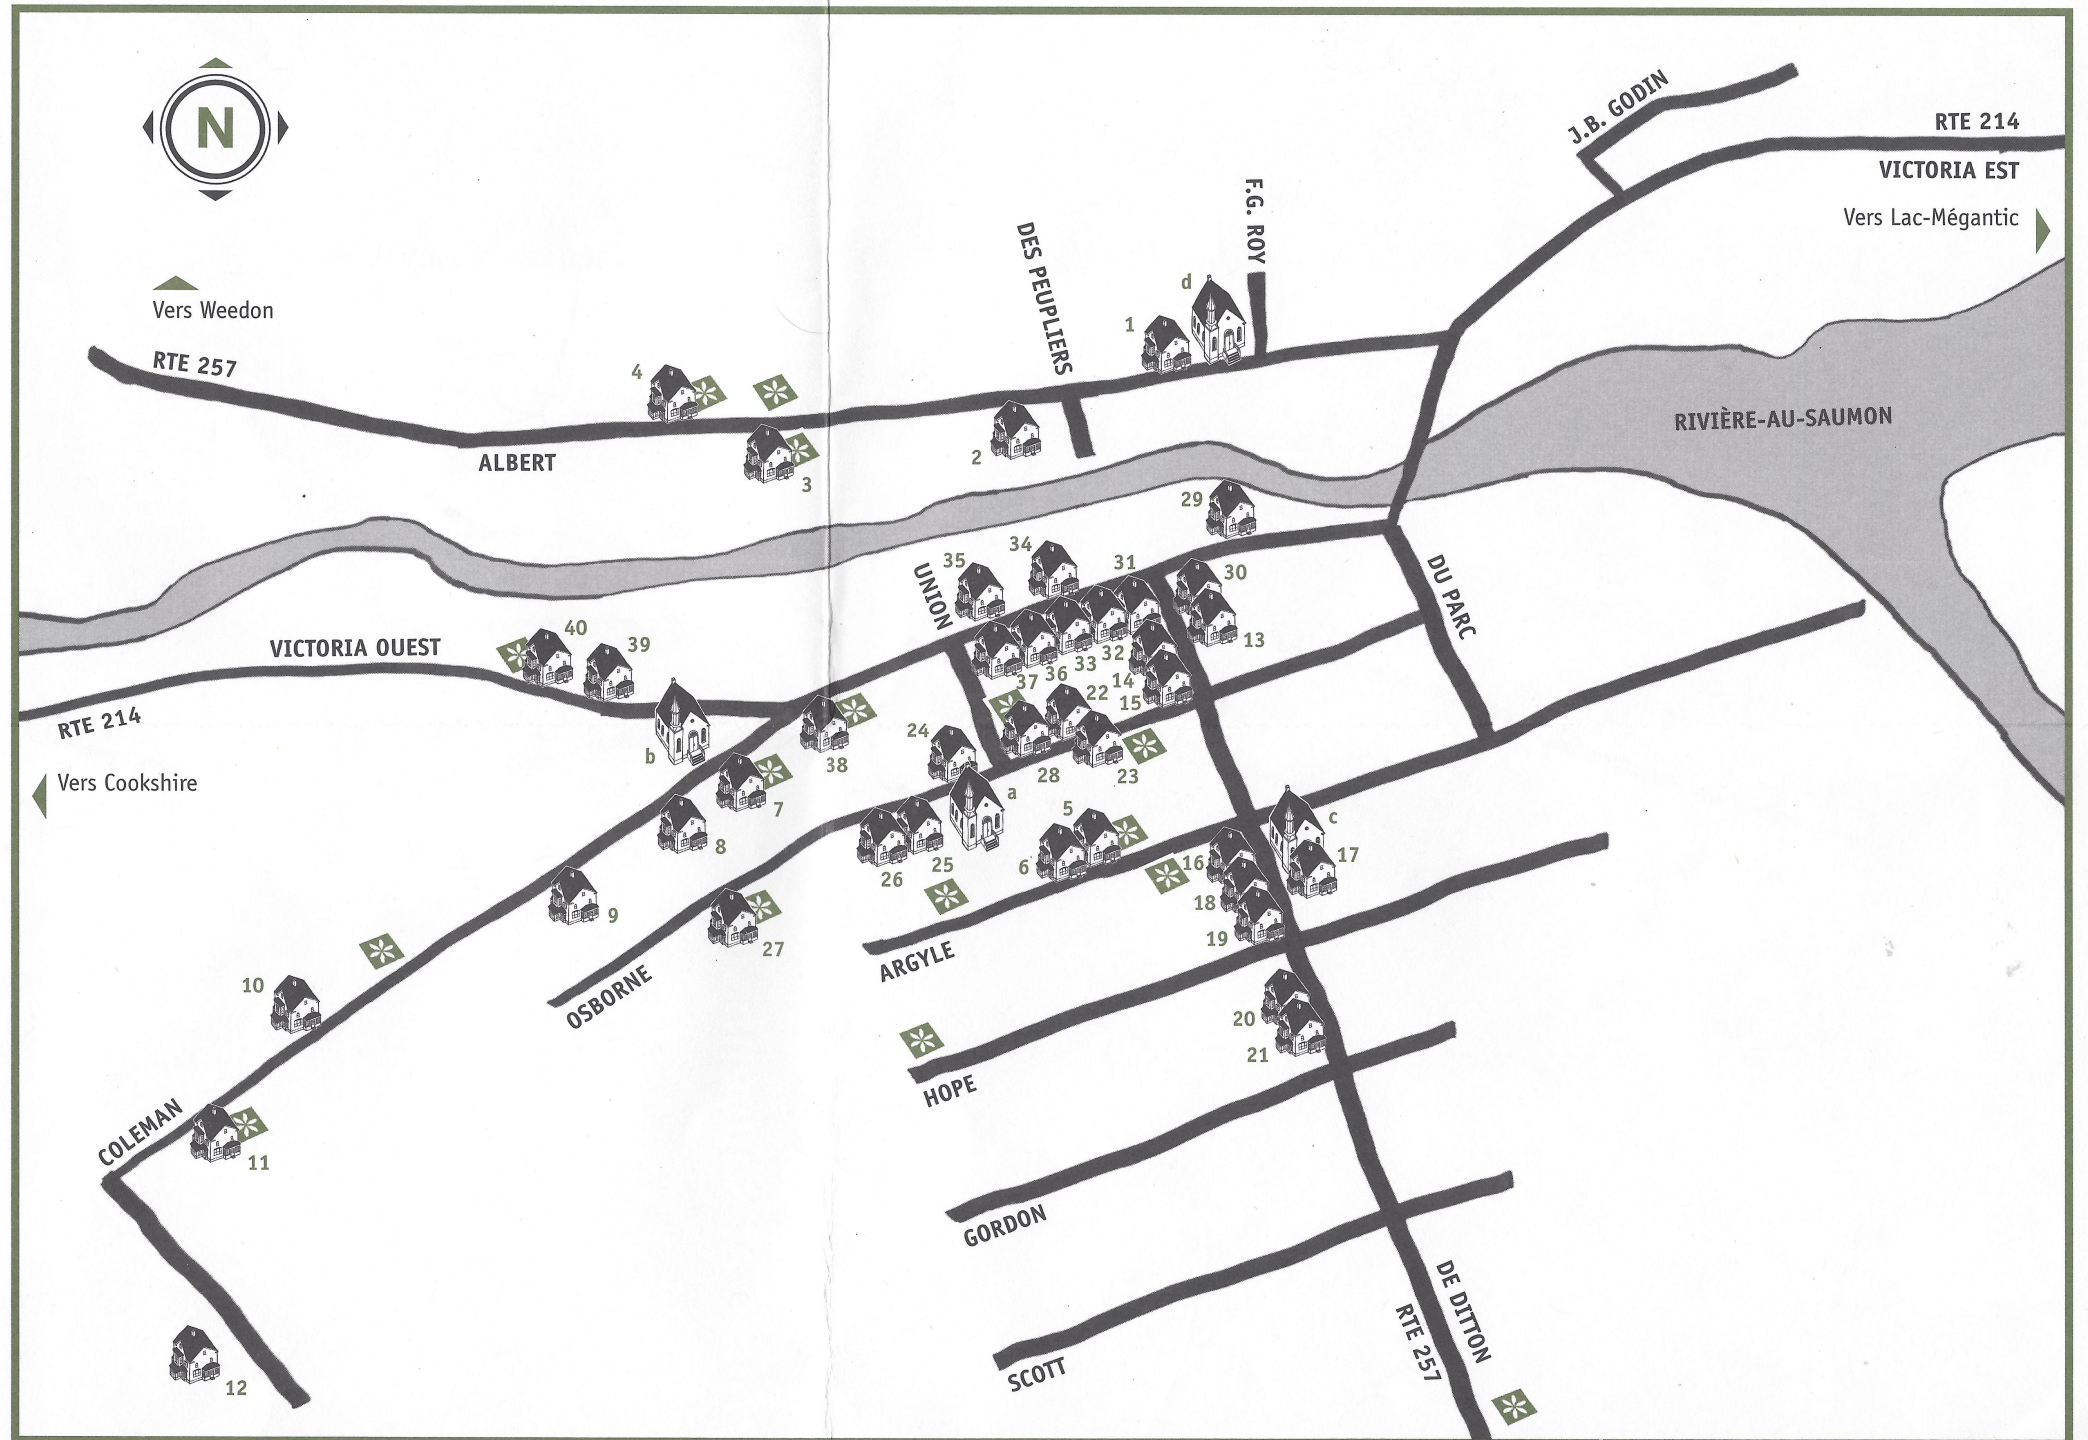 N
J.B. GODIN
RTE 214
VICTORIA EST
Vers Lac-Mégantic
F.G. ROY
DES PEUPLIERS
d
1
Vers Weedon
RTE 257
4
ALBERT
3
2
RIVIÈRE-AU-SAUMON
29
34
35
31
30
UNION
DU PARC
40
39
VICTORIA OUEST
13
32
33
36
37
14
22
15
RTE 214
b
38
24
28
23
Vers Cookshire
7
a
5
c
8
25
26
6
16
17
9
18
27
19
ARGYLE
OSBORNE
10
20
21
HOPE
COLEMAN
11
GORDON
DE DITTON
RTE 257
SCOTT
12